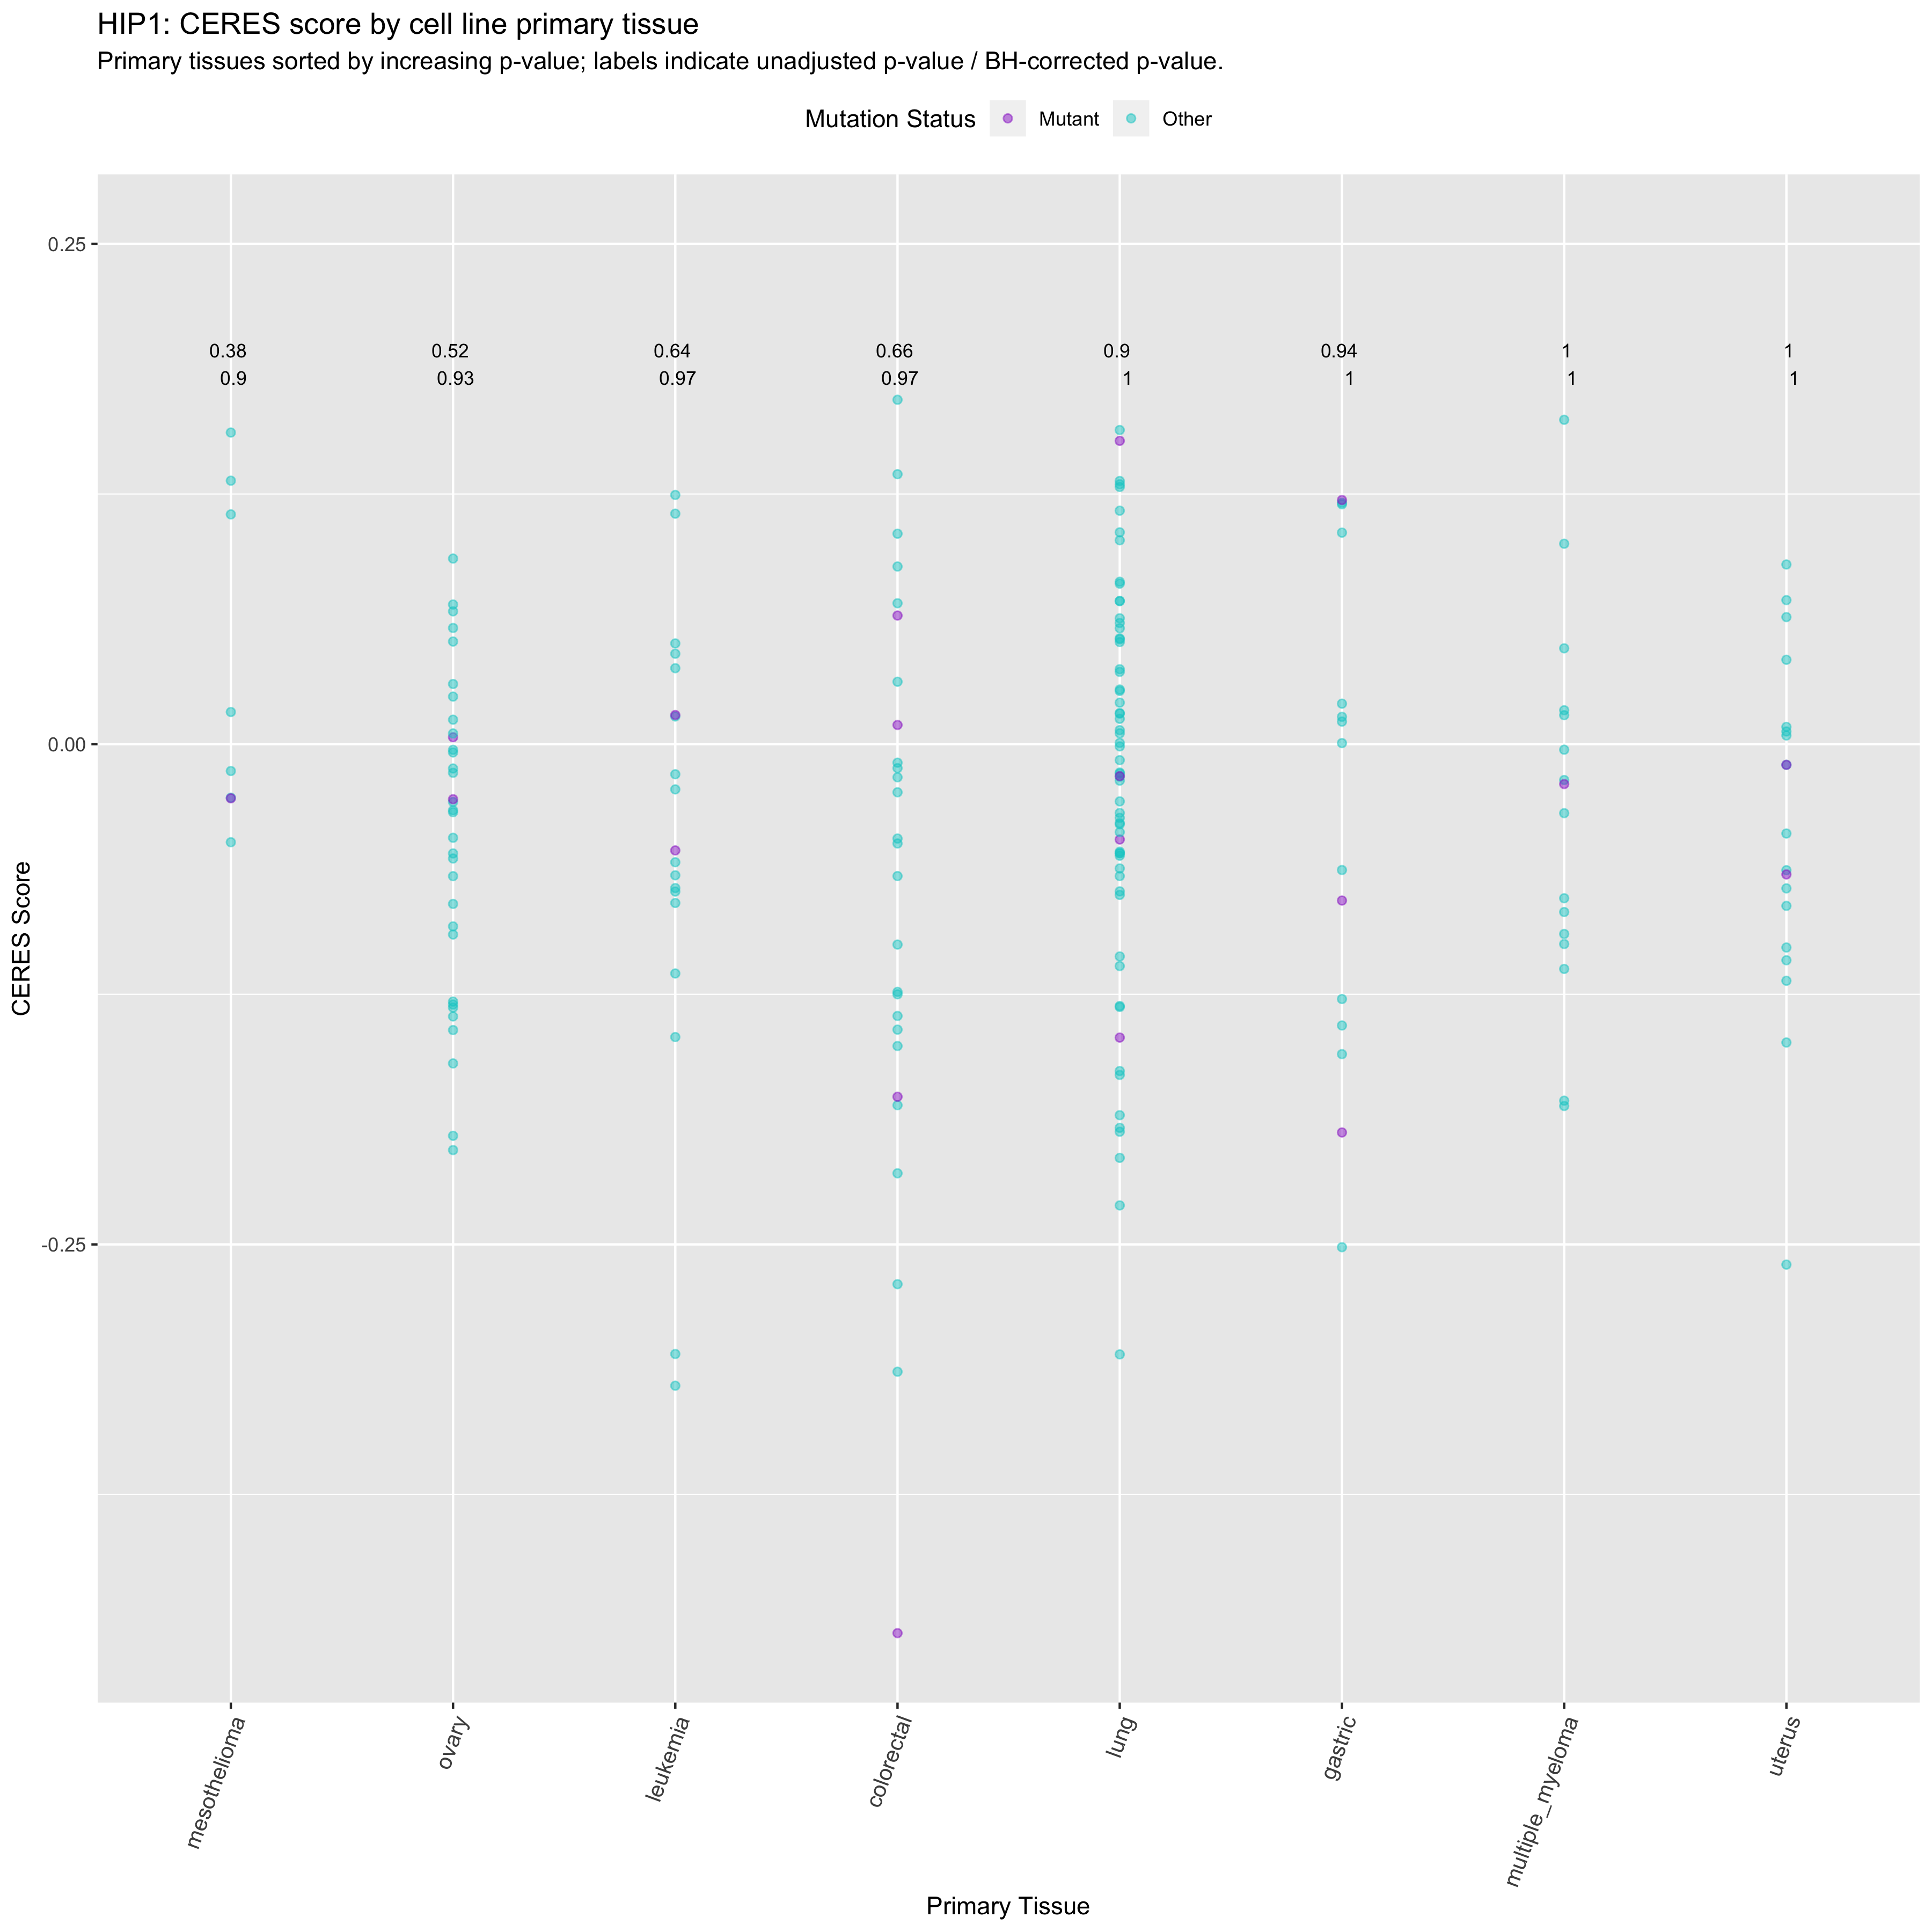 HIP1: CERES score by cell line primary tissue
Primary tissues sorted by increasing p-value; labels indicate unadjusted p-value / BH-corrected p-value.
Mutation Status Mutant Other
0.25
0.38 0.52 0.64 0.66 0.9 0.94 1 1
0.9 0.93 0.97 0.97 1 1 1 1
0.00
CERES Score
-0.25
mesothelioma ovary leukemia colorectal lung gastric multiple_myeloma uterus
Primary Tissue